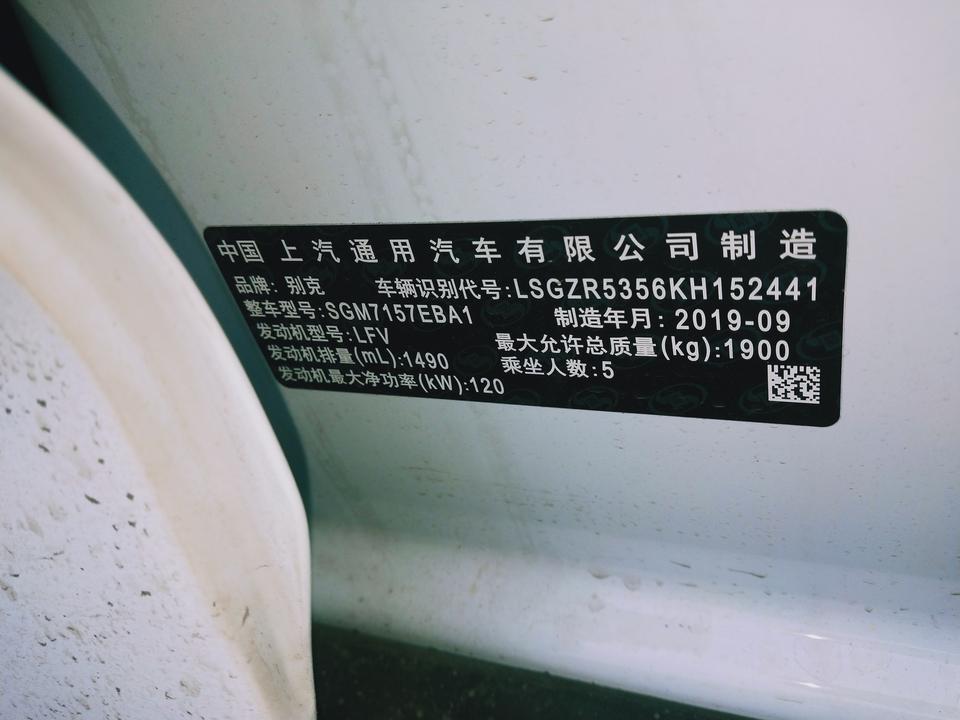 中国 上汽通用汽车有限公司制造
品牌: 别克 车辆识别代号:LSGZR5356KH152441
整车型号:SGM7157EBA1 制造年月: 2019-09
发动机型号:LFV 最大允许总质量(kg):1900
发动机排量(mL):1490 乘坐人数:5
发动机最大净功率(kW):120